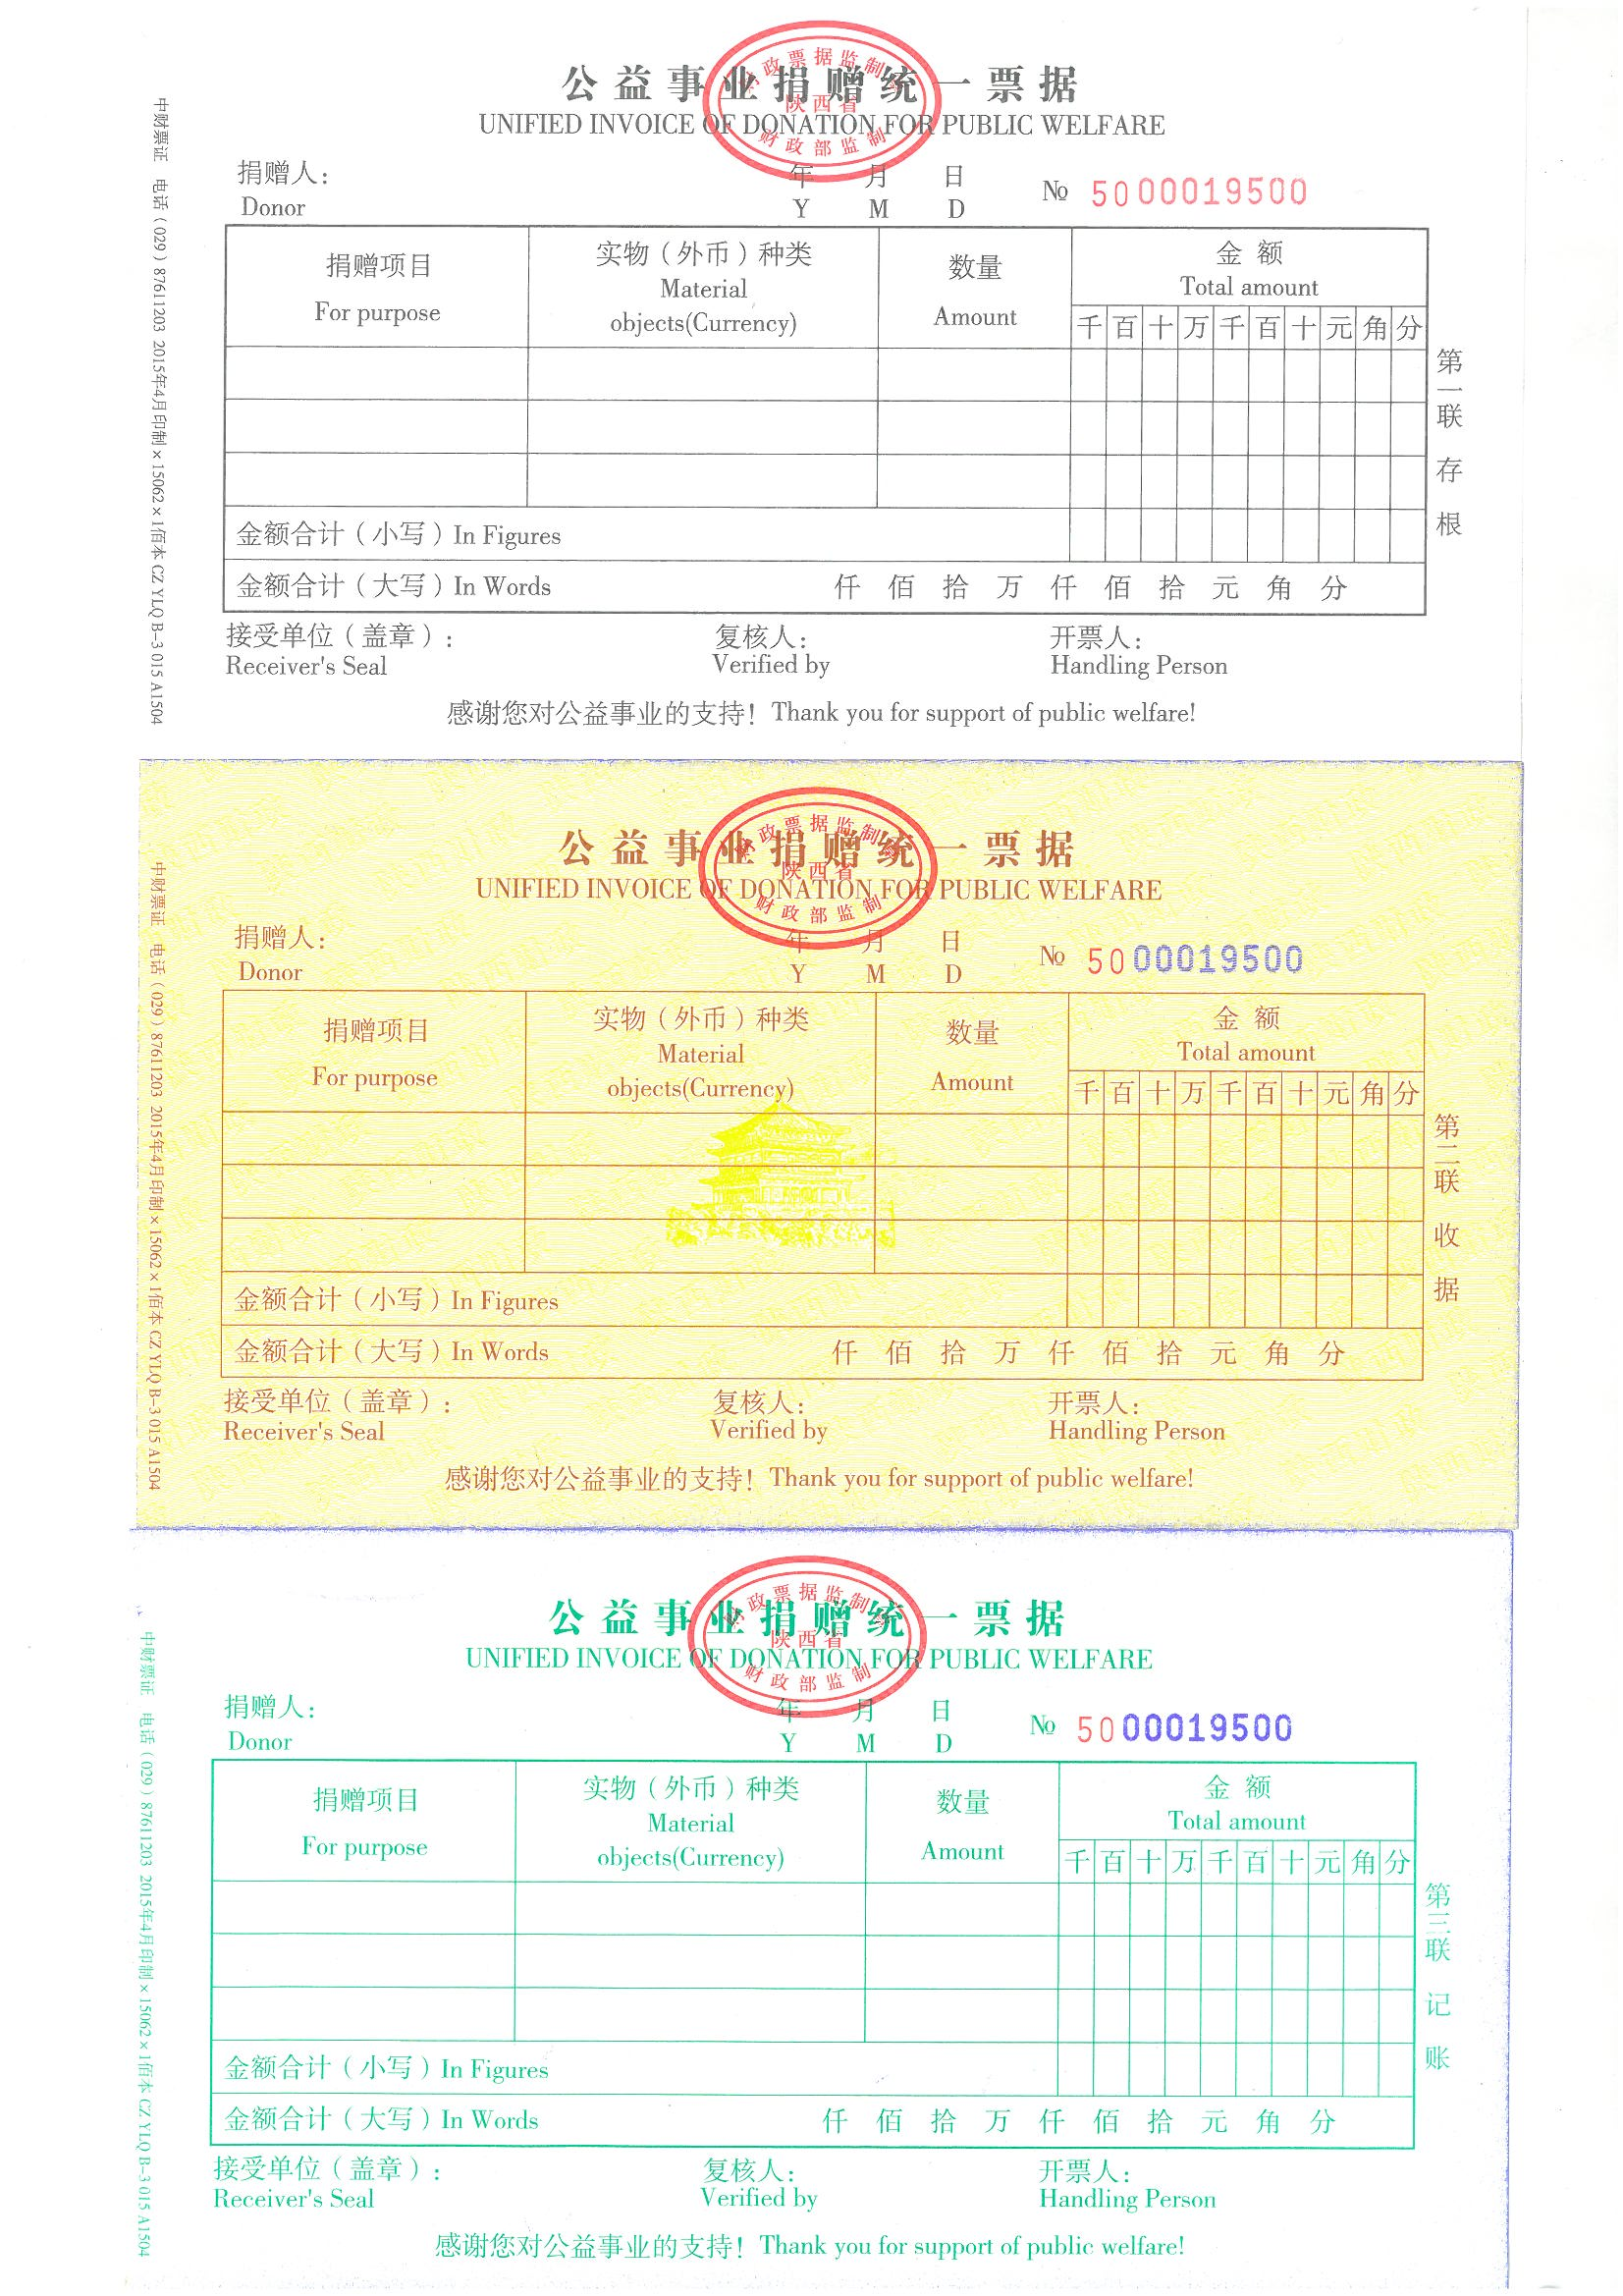 公益事业捐赠统一票据
UNIFIED INVOICE OF DONATION FOR PUBLIC WELFARE
财政票据监制章
陕西省
财政部监制
捐赠人: 年 月 日 № 5000019500
Donor Y M D
捐赠项目 实物(外币)种类 数量 金额
For purpose Material objects(Currency) Amount Total amount
千 百 十 万 千 百 十 元 角 分
金额合计(小写)In Figures
金额合计(大写)In Words 仟 佰 拾 万 仟 佰 拾 元 角 分
接受单位(盖章): 复核人: 开票人:
Receiver's Seal Verified by Handling Person
感谢您对公益事业的支持! Thank you for support of public welfare!
第一联 存根
中财票证 电话(029)87611203 2015年4月印制×15062×1佰本 CZ YLQ B-3 015 A1504
公益事业捐赠统一票据
UNIFIED INVOICE OF DONATION FOR PUBLIC WELFARE
财政票据监制章
陕西省
财政部监制
捐赠人: 年 月 日 № 5000019500
Donor Y M D
捐赠项目 实物(外币)种类 数量 金额
For purpose Material objects(Currency) Amount Total amount
千 百 十 万 千 百 十 元 角 分
金额合计(小写)In Figures
金额合计(大写)In Words 仟 佰 拾 万 仟 佰 拾 元 角 分
接受单位(盖章): 复核人: 开票人:
Receiver's Seal Verified by Handling Person
感谢您对公益事业的支持! Thank you for support of public welfare!
第二联 收据
中财票证 电话(029)87611203 2015年4月印制×15062×1佰本 CZ YLQ B-3 015 A1504
公益事业捐赠统一票据
UNIFIED INVOICE OF DONATION FOR PUBLIC WELFARE
财政票据监制章
陕西省
财政部监制
捐赠人: 年 月 日 № 5000019500
Donor Y M D
捐赠项目 实物(外币)种类 数量 金额
For purpose Material objects(Currency) Amount Total amount
千 百 十 万 千 百 十 元 角 分
金额合计(小写)In Figures
金额合计(大写)In Words 仟 佰 拾 万 仟 佰 拾 元 角 分
接受单位(盖章): 复核人: 开票人:
Receiver's Seal Verified by Handling Person
感谢您对公益事业的支持! Thank you for support of public welfare!
第三联 记账
中财票证 电话(029)87611203 2015年4月印制×15062×1佰本 CZ YLQ B-3 015 A1504